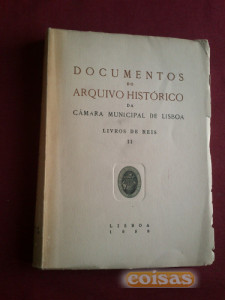 DOCUMENTOS
DO
ARQUIVO HISTÓRICO
DA
CÂMARA MUNICIPAL DE LISBOA
LIVROS DE REIS
II
LISBOA
coisas